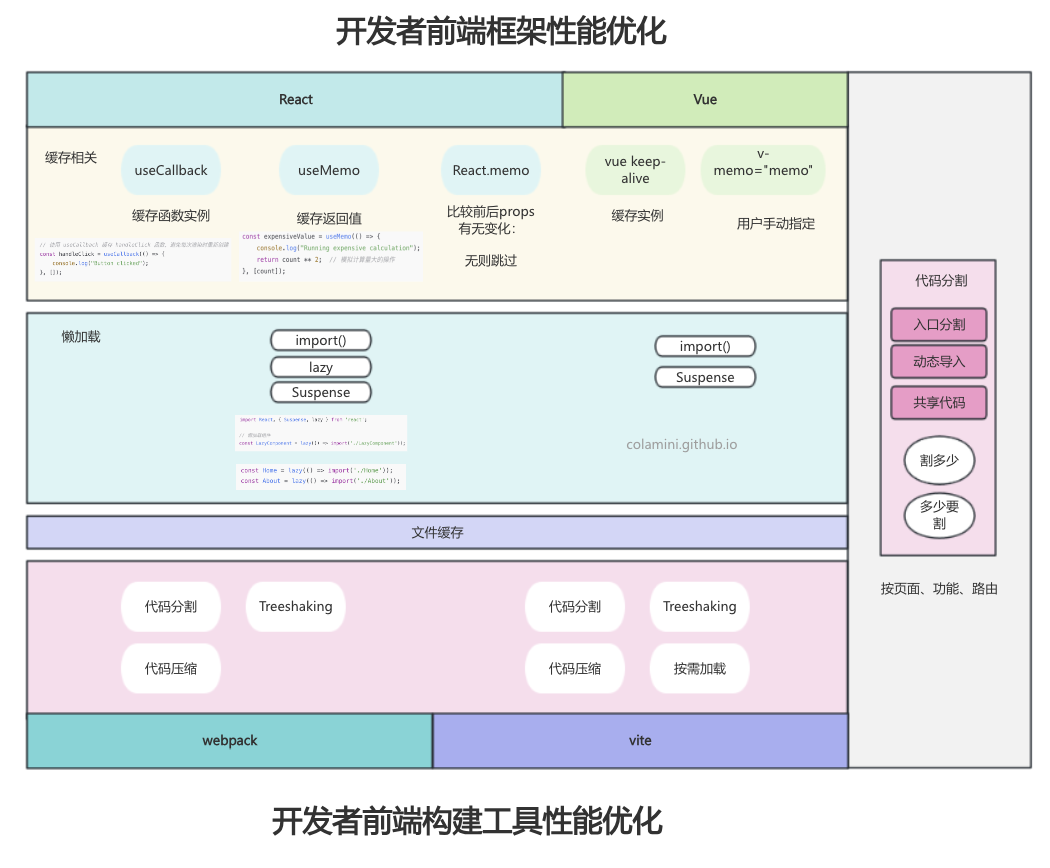 开发者前端框架性能优化
React
Vue
缓存相关
useCallback
useMemo
React.memo
vue keep-
alive
v-
memo="memo"
缓存函数实例
缓存返回值
比较前后props
有无变化：
无则跳过
缓存实例
用户手动指定
// 使用 useCallback 缓存 handleClick 函数，避免每次渲染时重新创建
const handleClick = useCallback(() => {
console.log("Button clicked");
}, []);
const expensiveValue = useMemo(() => {
console.log("Running expensive calculation");
return count ** 2; // 模拟计算量大的操作
}, [count]);
懒加载
import()
lazy
Suspense
import React, { Suspense, lazy } from 'react';
// 懒加载组件
const LazyComponent = lazy(() => import('./LazyComponent'));
const Home = lazy(() => import('./Home'));
const About = lazy(() => import('./About'));
import()
Suspense
colamini.github.io
文件缓存
代码分割
Treeshaking
代码压缩
代码分割
Treeshaking
代码压缩
按需加载
webpack
vite
代码分割
入口分割
动态导入
共享代码
割多少
多少要
割
按页面、功能、路由
开发者前端构建工具性能优化